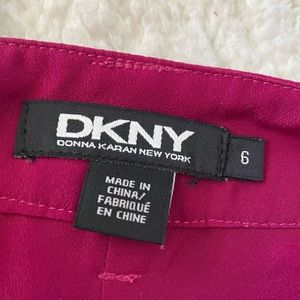 DKNY
DONNA KARAN NEW YORK
6
MADE IN
CHINA/
FABRIQUÉ
EN CHINE